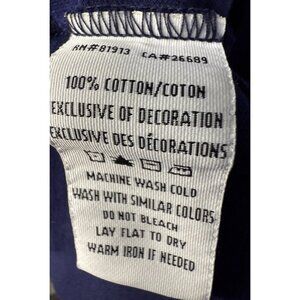 RN#81913 CA#26689
100% COTTON/COTON
EXCLUSIVE OF DECORATION
EXCLUSIVE DES DÉCORATIONS
MACHINE WASH COLD
WASH WITH SIMILAR COLORS
DO NOT BLEACH
LAY FLAT TO DRY
WARM IRON IF NEEDED